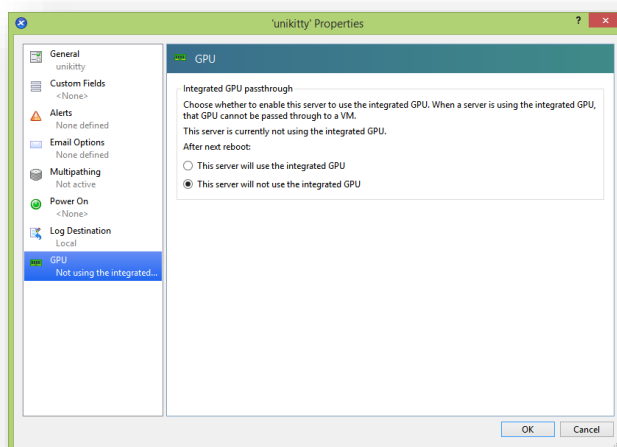 'unikitty' Properties
?
General
unikitty
Custom Fields
<None>
Alerts
None defined
Email Options
None defined
Multipathing
Not active
Power On
<None>
Log Destination
Local
GPU
Not using the integrated...
GPU
Integrated GPU passthrough
Choose whether to enable this server to use the integrated GPU. When a server is using the integrated GPU,
that GPU cannot be passed through to a VM.
This server is currently not using the integrated GPU.
After next reboot:
This server will use the integrated GPU
This server will not use the integrated GPU
OK
Cancel